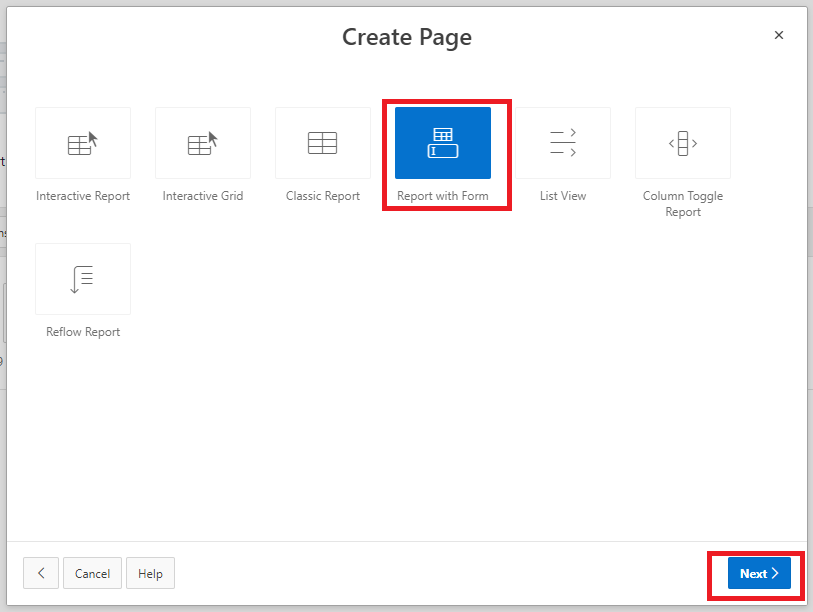 Create Page
Interactive Report
Interactive Grid
Classic Report
Report with Form
List View
Column Toggle
Report
Reflow Report
Cancel
Help
Next